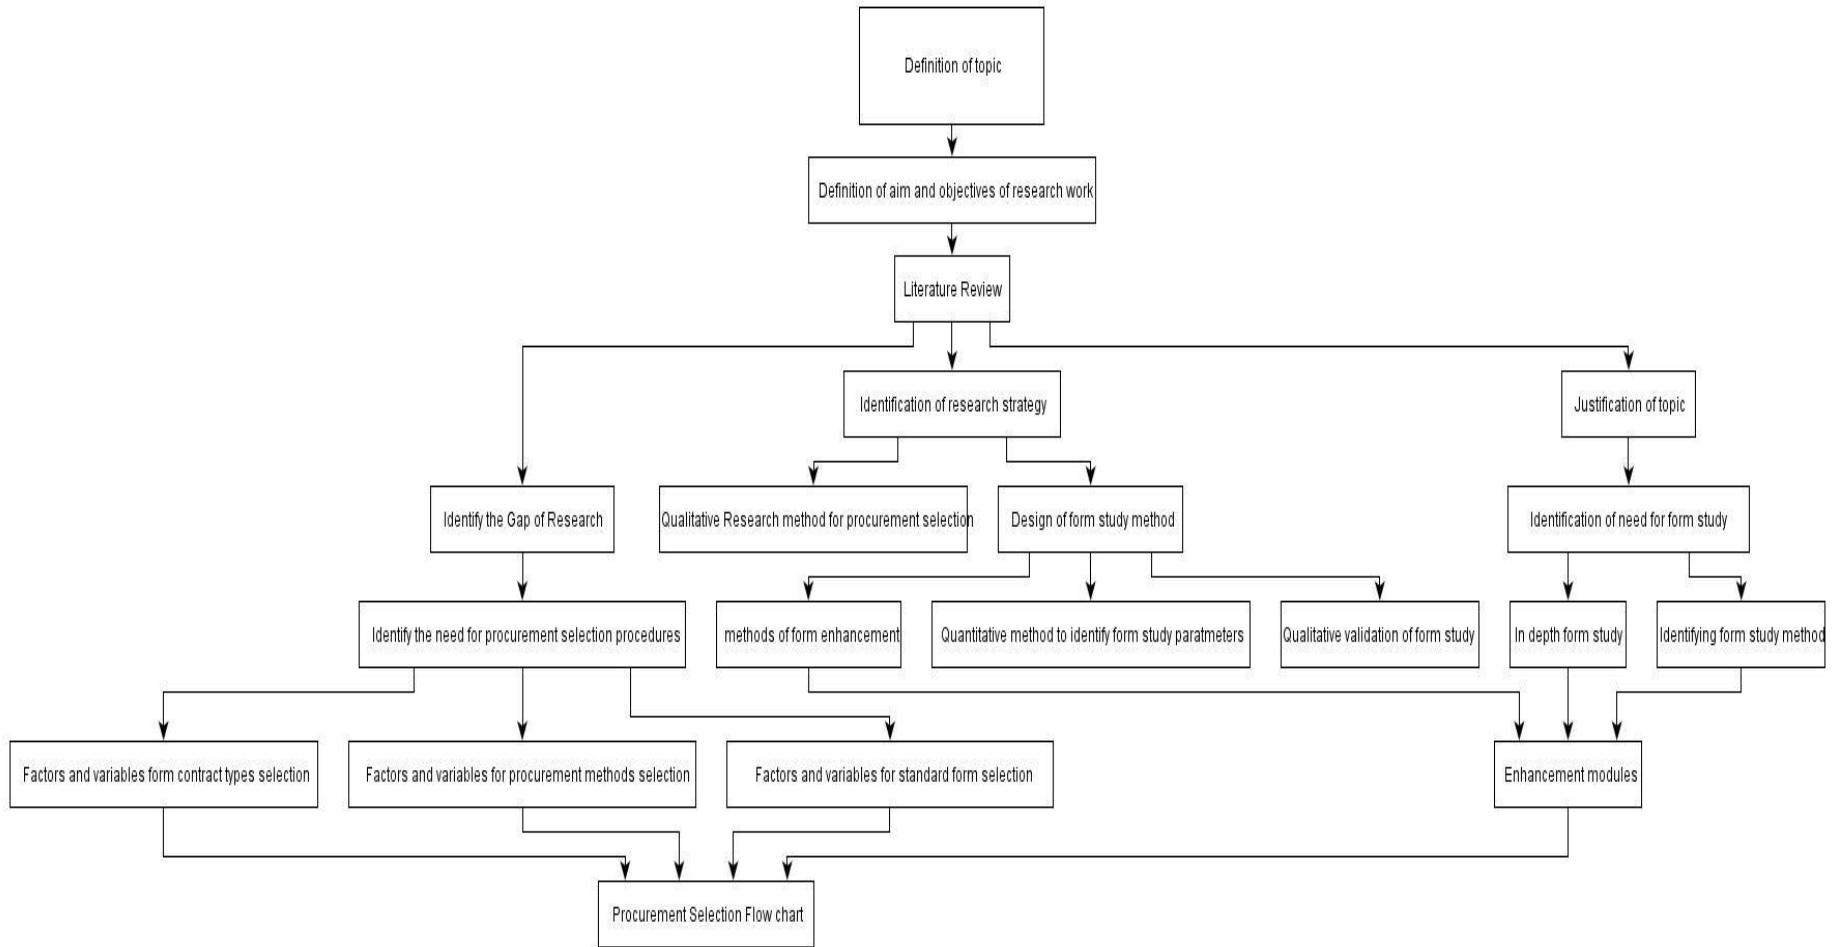 Definition of topic
Definition of aim and objectives of research work
Literature Review
Identification of research strategy
Justification of topic
Identify the Gap of Research
Qualitative Research method for procurement selection
Design of form study method
Identification of need for form study
Identify the need for procurement selection procedures
methods of form enhancement
Quantitative method to identify form study paratmeters
Qualitative validation of form study
In depth form study
Identifying form study method
Factors and variables form contract types selection
Factors and variables for procurement methods selection
Factors and variables for standard form selection
Enhancement modules
Procurement Selection Flow chart